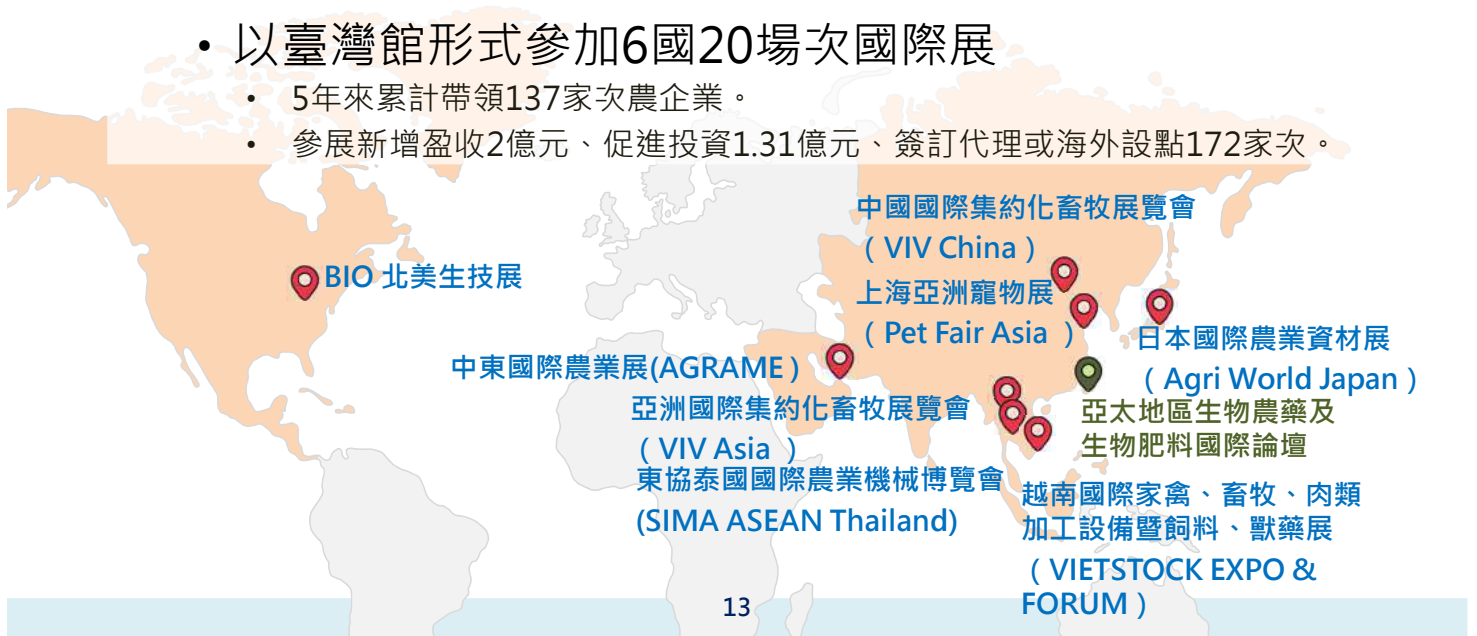 • 以臺灣館形式參加6國20場次國際展
• 5年來累計帶領137家次農企業。
• 參展新增盈收2億元、促進投資1.31億元、簽訂代理或海外設點172家次。
中國國際集約化畜牧展覽會
（VIV China）
BIO 北美生技展
上海亞洲寵物展
（Pet Fair Asia ）
日本國際農業資材展
（Agri World Japan）
中東國際農業展(AGRAME）
亞洲國際集約化畜牧展覽會
（VIV Asia ）
亞太地區生物農藥及
生物肥料國際論壇
東協泰國國際農業機械博覽會
(SIMA ASEAN Thailand)
越南國際家禽、畜牧、肉類
加工設備暨飼料、獸藥展
（VIETSTOCK EXPO &
FORUM）
13